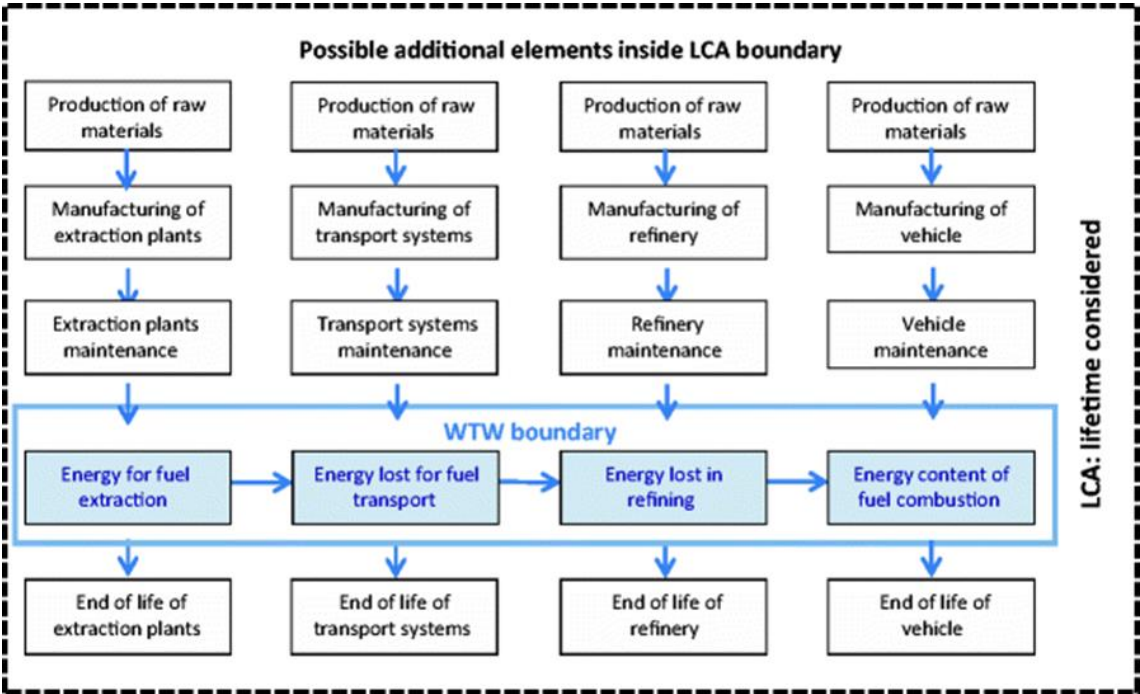 Possible additional elements inside LCA boundary
Production of raw
materials
Production of raw
materials
Production of raw
materials
Production of raw
materials
Manufacturing of
extraction plants
Manufacturing of
transport systems
Manufacturing of
refinery
Manufacturing of
vehicle
Extraction plants
maintenance
Transport systems
maintenance
Refinery
maintenance
Vehicle
maintenance
WTW boundary
Energy for fuel
extraction
Energy lost for fuel
transport
Energy lost in
refining
Energy content of
fuel combustion
End of life of
extraction plants
End of life of
transport systems
End of life of
refinery
End of life of
vehicle
LCA: lifetime considered